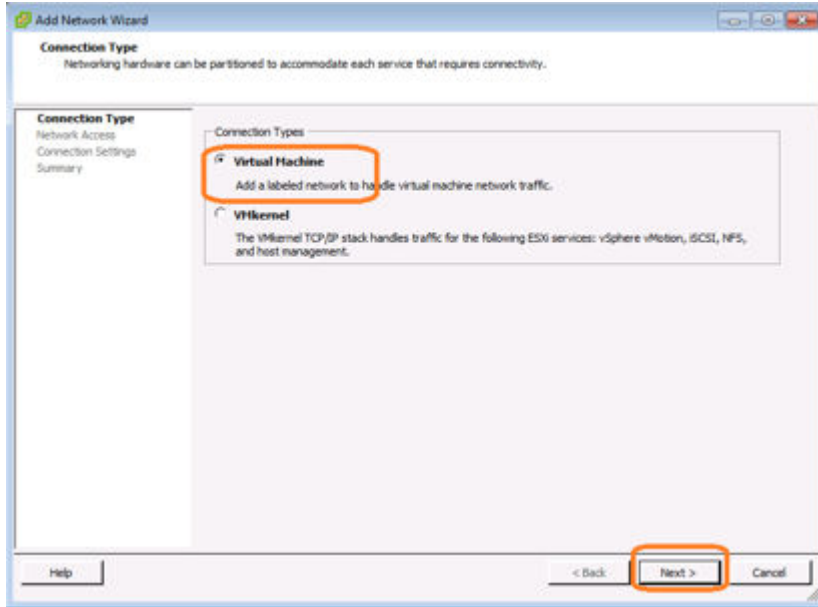 Add Network Wizard
Connection Type
Networking hardware can be partitioned to accommodate each service that requires connectivity.
Connection Type
Network Access
Connection Settings
Summary
Connection Types
Virtual Machine
Add a labeled network to handle virtual machine network traffic.
VMkernel
The VMkernel TCP/IP stack handles traffic for the following ESXi services: vSphere vMotion, iSCSI, NFS,
and host management.
Help
< Back
Next >
Cancel